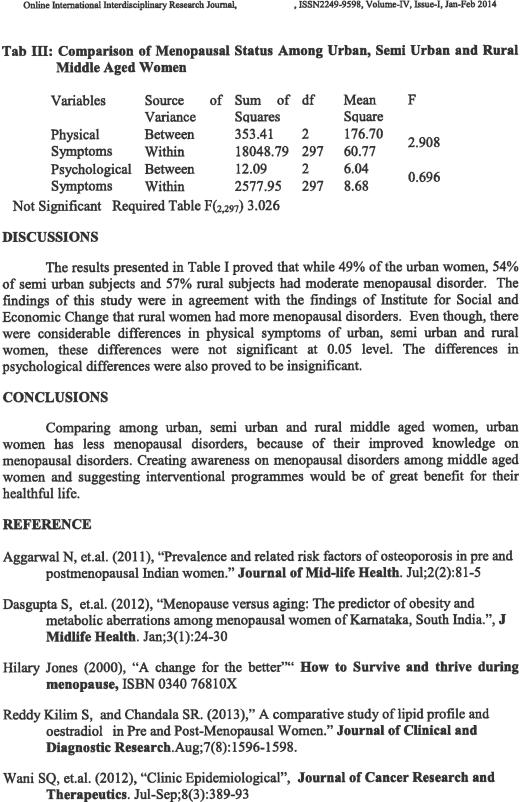 Online International Interdisciplinary Research Journal, , ISSN2249-9598, Volume-IV, Issue-I, Jan-Feb 2014
Tab III: Comparison of Menopausal Status Among Urban, Semi Urban and Rural
Middle Aged Women
Variables Source of Sum of df Mean F
Variance Squares Square
Physical Between 353.41 2 176.70
2.908
Symptoms Within 18048.79 297 60.77
Psychological Between 12.09 2 6.04
0.696
Symptoms Within 2577.95 297 8.68
Not Significant Required Table F(2,297) 3.026
DISCUSSIONS
The results presented in Table I proved that while 49% of the urban women, 54%
of semi urban subjects and 57% rural subjects had moderate menopausal disorder. The
findings of this study were in agreement with the findings of Institute for Social and
Economic Change that rural women had more menopausal disorders. Even though, there
were considerable differences in physical symptoms of urban, semi urban and rural
women, these differences were not significant at 0.05 level. The differences in
psychological differences were also proved to be insignificant.
CONCLUSIONS
Comparing among urban, semi urban and rural middle aged women, urban
women has less menopausal disorders, because of their improved knowledge on
menopausal disorders. Creating awareness on menopausal disorders among middle aged
women and suggesting interventional programmes would be of great benefit for their
healthful life.
REFERENCE
Aggarwal N, et.al. (2011), “Prevalence and related risk factors of osteoporosis in pre and
postmenopausal Indian women.” Journal of Mid-life Health. Jul;2(2):81-5
Dasgupta S, et.al. (2012), “Menopause versus aging: The predictor of obesity and
metabolic aberrations among menopausal women of Karnataka, South India.”, J
Midlife Health. Jan;3(1):24-30
Hilary Jones (2000), “A change for the better”“ How to Survive and thrive during
menopause, ISBN 0340 76810X
Reddy Kilim S, and Chandala SR. (2013),” A comparative study of lipid profile and
oestradiol in Pre and Post-Menopausal Women.” Journal of Clinical and
Diagnostic Research.Aug;7(8):1596-1598.
Wani SQ, et.al. (2012), “Clinic Epidemiological”, Journal of Cancer Research and
Therapeutics. Jul-Sep;8(3):389-93